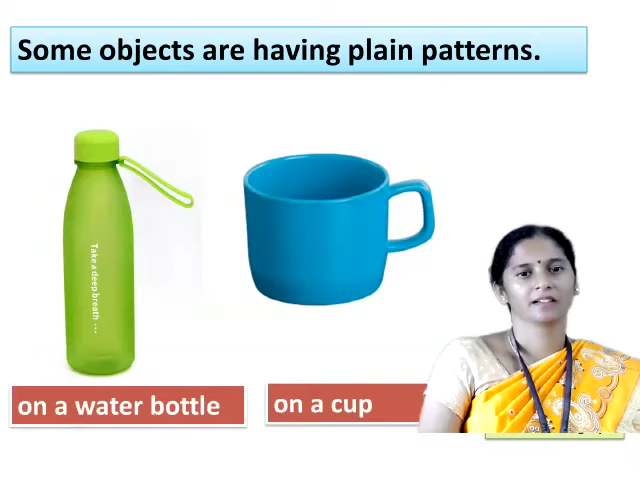 Some objects are having plain patterns.
Take a deep breath ...
on a water bottle
on a cup